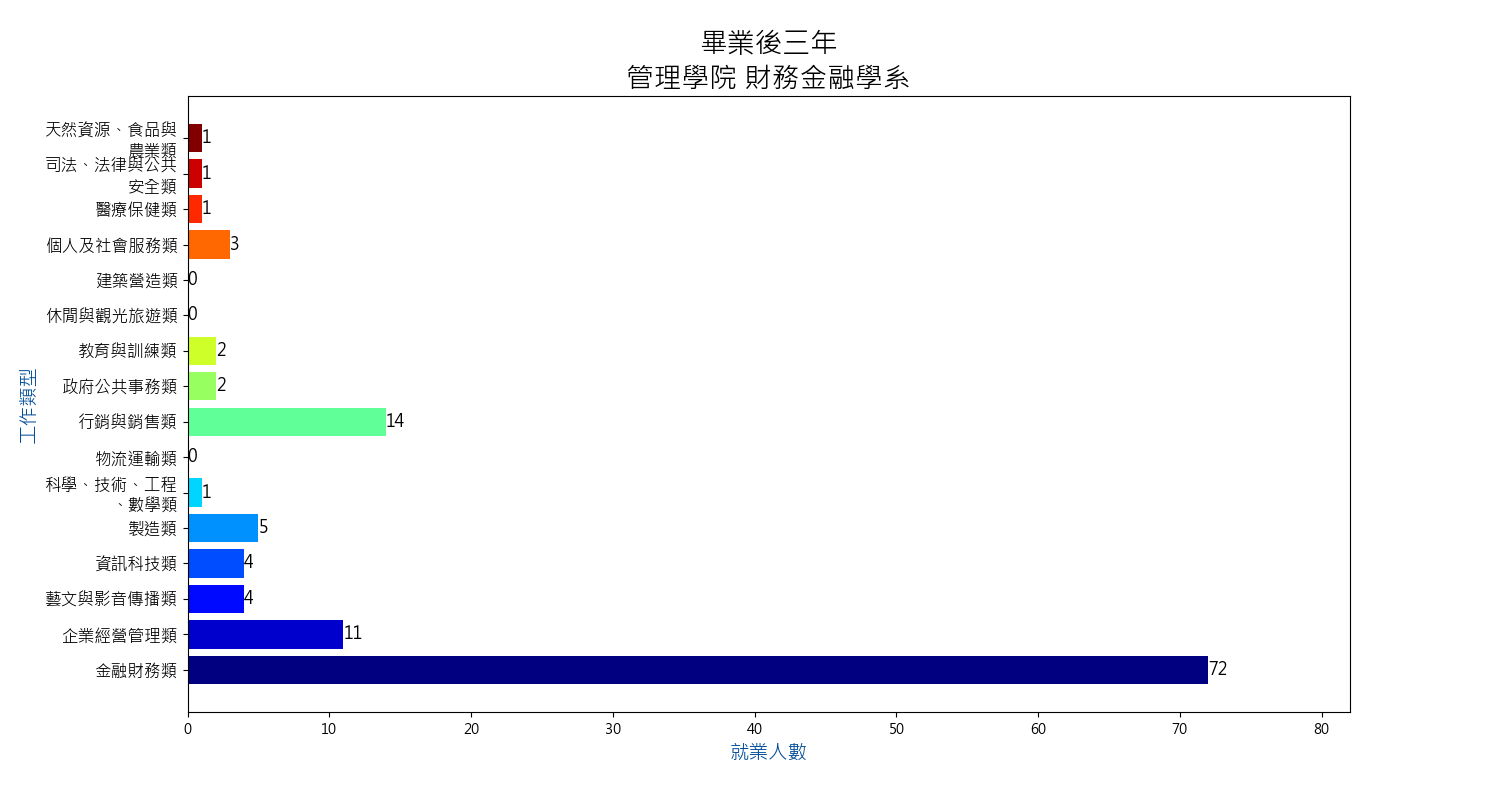 畢業後三年
管理學院 財務金融學系
天然資源、食品與
農業類
1
司法、法律與公共
安全類
1
醫療保健類
1
個人及社會服務類
3
建築營造類
0
休閒與觀光旅遊類
0
教育與訓練類
2
政府公共事務類
2
行銷與銷售類
14
物流運輸類
0
科學、技術、工程
、數學類
1
製造類
5
資訊科技類
4
藝文與影音傳播類
4
企業經營管理類
11
金融財務類
72
工作類型
0 10 20 30 40 50 60 70 80
就業人數